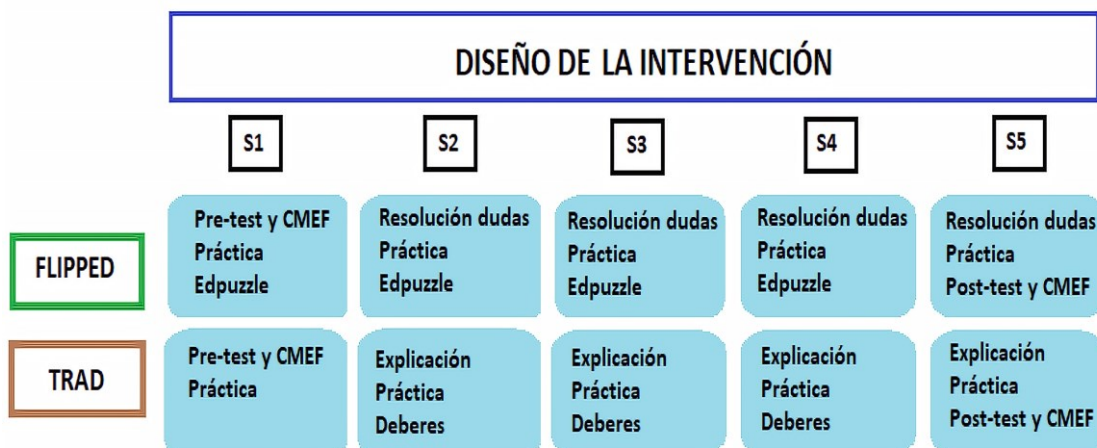 DISEÑO DE LA INTERVENCIÓN
S1
S2
S3
S4
S5
FLIPPED
Pre-test y CMEF
Práctica
Edpuzzle
Resolución dudas
Práctica
Edpuzzle
Resolución dudas
Práctica
Edpuzzle
Resolución dudas
Práctica
Edpuzzle
Resolución dudas
Práctica
Post-test y CMEF
TRAD
Pre-test y CMEF
Práctica
Explicación
Práctica
Deberes
Explicación
Práctica
Deberes
Explicación
Práctica
Deberes
Explicación
Práctica
Post-test y CMEF